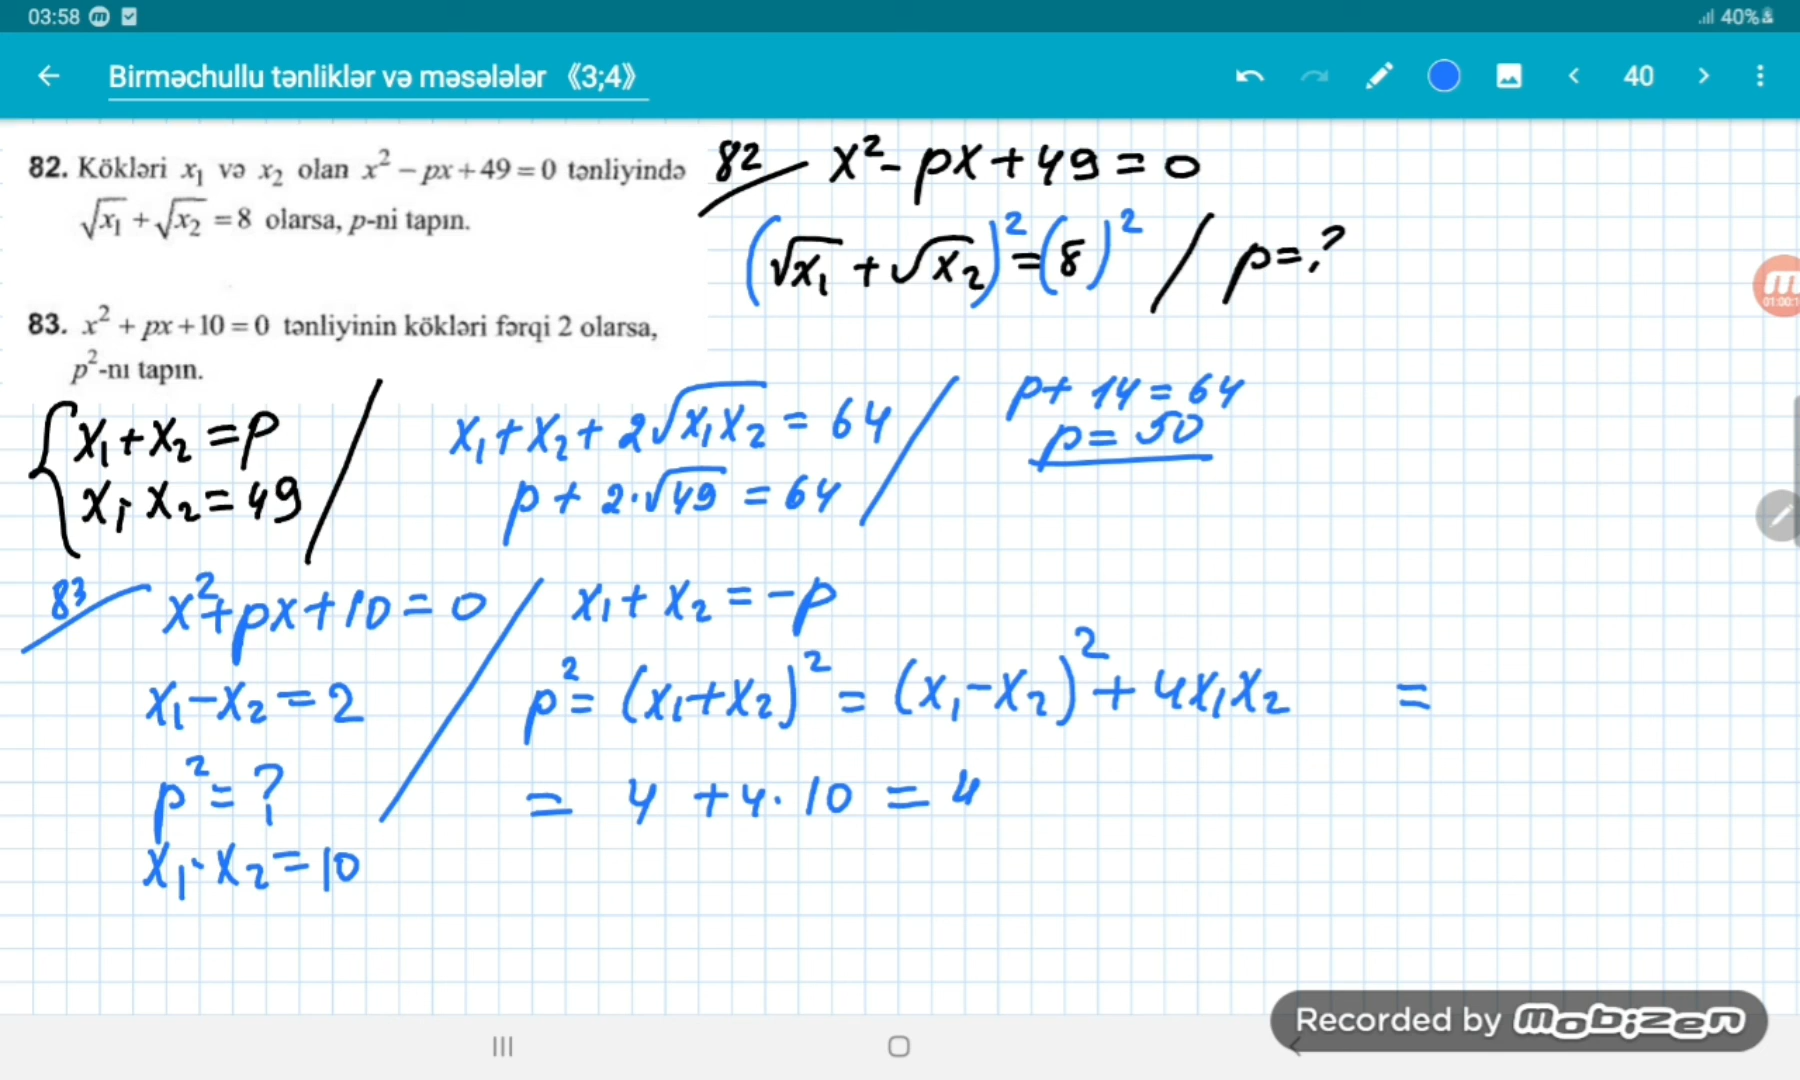 03:58
40%
Birməchullu tənliklər və məsələlər 《3;4》
40
82. Kökləri x₁ və x₂ olan x² − px + 49 = 0 tənliyində
√x₁ + √x₂ = 8 olarsa, p-ni tapın.
83. x² + px + 10 = 0 tənliyinin kökləri fərqi 2 olarsa,
p²-nı tapın.
82 x² - px + 49 = 0
(√x₁ + √x₂)² = (8)² / p = ?
01:00:1
x₁ + x₂ = p
x₁ · x₂ = 49
x₁ + x₂ + 2√x₁x₂ = 64
p + 2·√49 = 64
p + 14 = 64
p = 50
83 x² + px + 10 = 0
x₁ - x₂ = 2
p² = ?
x₁ · x₂ = 10
x₁ + x₂ = -p
p² = (x₁ + x₂)² = (x₁ - x₂)² + 4x₁x₂ =
= 4 + 4 · 10 = 4
Recorded by Mobizen